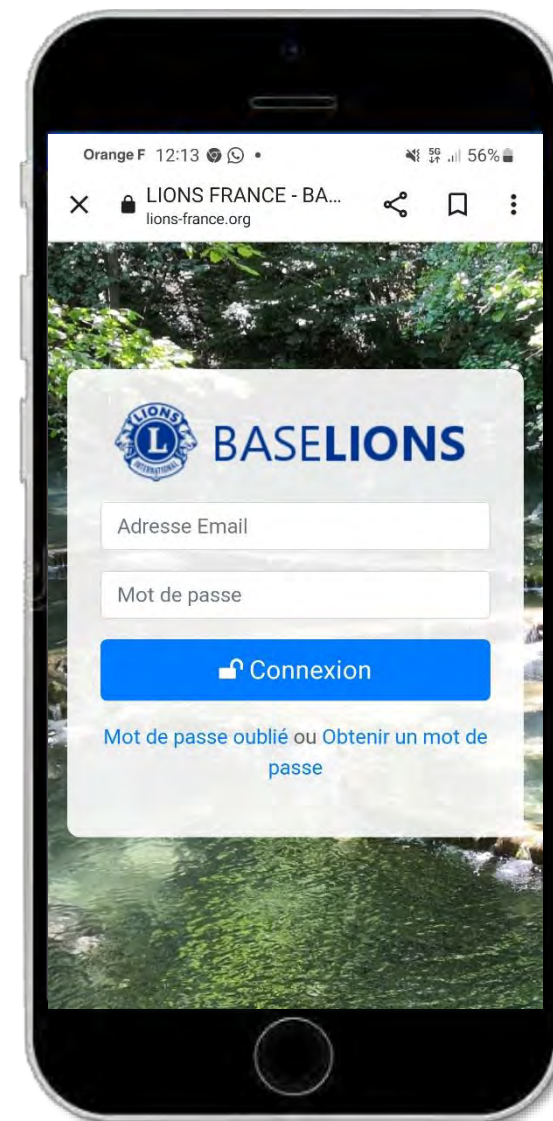 Orange F 12:13
56%
LIONS FRANCE - BA...
lions-france.org
LIONS
L
INTERNATIONAL
BASELIONS
Adresse Email
Mot de passe
Connexion
Mot de passe oublié ou Obtenir un mot de
passe